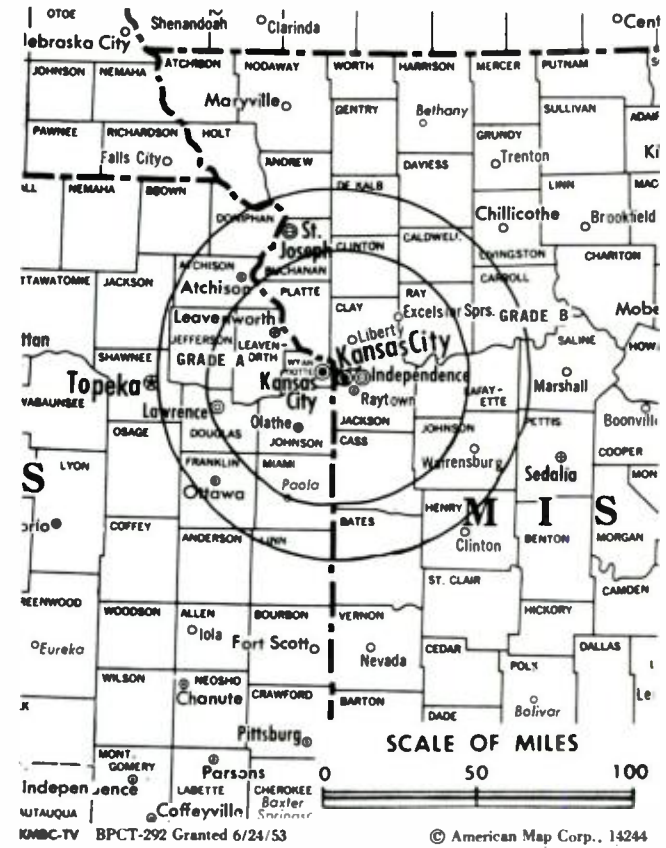 OTOE
Shenandoah
Clarinda
Nebraska City
ATCHISON
NODAWAY
WORTH
HARRISON
MERCER
PUTNAM
JOHNSON
NEMAHA
Maryville
GENTRY
Bethany
SULLIVAN
ADAIR
PAWNEE
RICHARDSON
HOLT
GRUNDY
Trenton
Falls City
ANDREW
DAVIESS
LINN
NEMAHA
BROWN
DE KALB
Chillicothe
Brookfield
DONIPHAN
St.
Joseph
CLINTON
CALDWELL
LIVINGSTON
CHARITON
ATCHISON
BUCHANAN
CARROLL
JACKSON
Atchison
PLATTE
RAY
CLAY
Excelsior Sprs.
GRADE B
Leavenworth
SALINE
JEFFERSON
LEAVEN-
ORTH
Liberty
Kansas City
SHAWNEE
GRADE A
WYAN
DOTTE
Topeka
Kansas
City
Independence
LAFAY-
ETTE
Marshall
Lawrence
Raytown
Boonville
OSAGE
DOUGLAS
Olathe
JOHNSON
JACKSON
CASS
JOHNSON
PETTIS
COOPER
S
LYON
FRANKLIN
MIAMI
Warrensburg
Sedalia
Ottawa
Paola
HENRY
M I S
COFFEY
BATES
Clinton
BENTON
MORGAN
ANDERSON
LINN
ST. CLAIR
CAMDEN
WOODSON
ALLEN
BOURBON
VERNON
HICKORY
Iola
Fort Scott
Eureka
Nevada
CEDAR
POLK
DALLAS
WILSON
NEOSHO
Chanute
CRAWFORD
BARTON
Bolivar
DADE
Pittsburg
SCALE OF MILES
MONT
GOMERY
Parsons
0 50 100
Independence
LABETTE
CHEROKEE
Baxter
Springs
Coffeyville
KMBC-TV BPCT-292 Granted 6/24/53
© American Map Corp., 14244